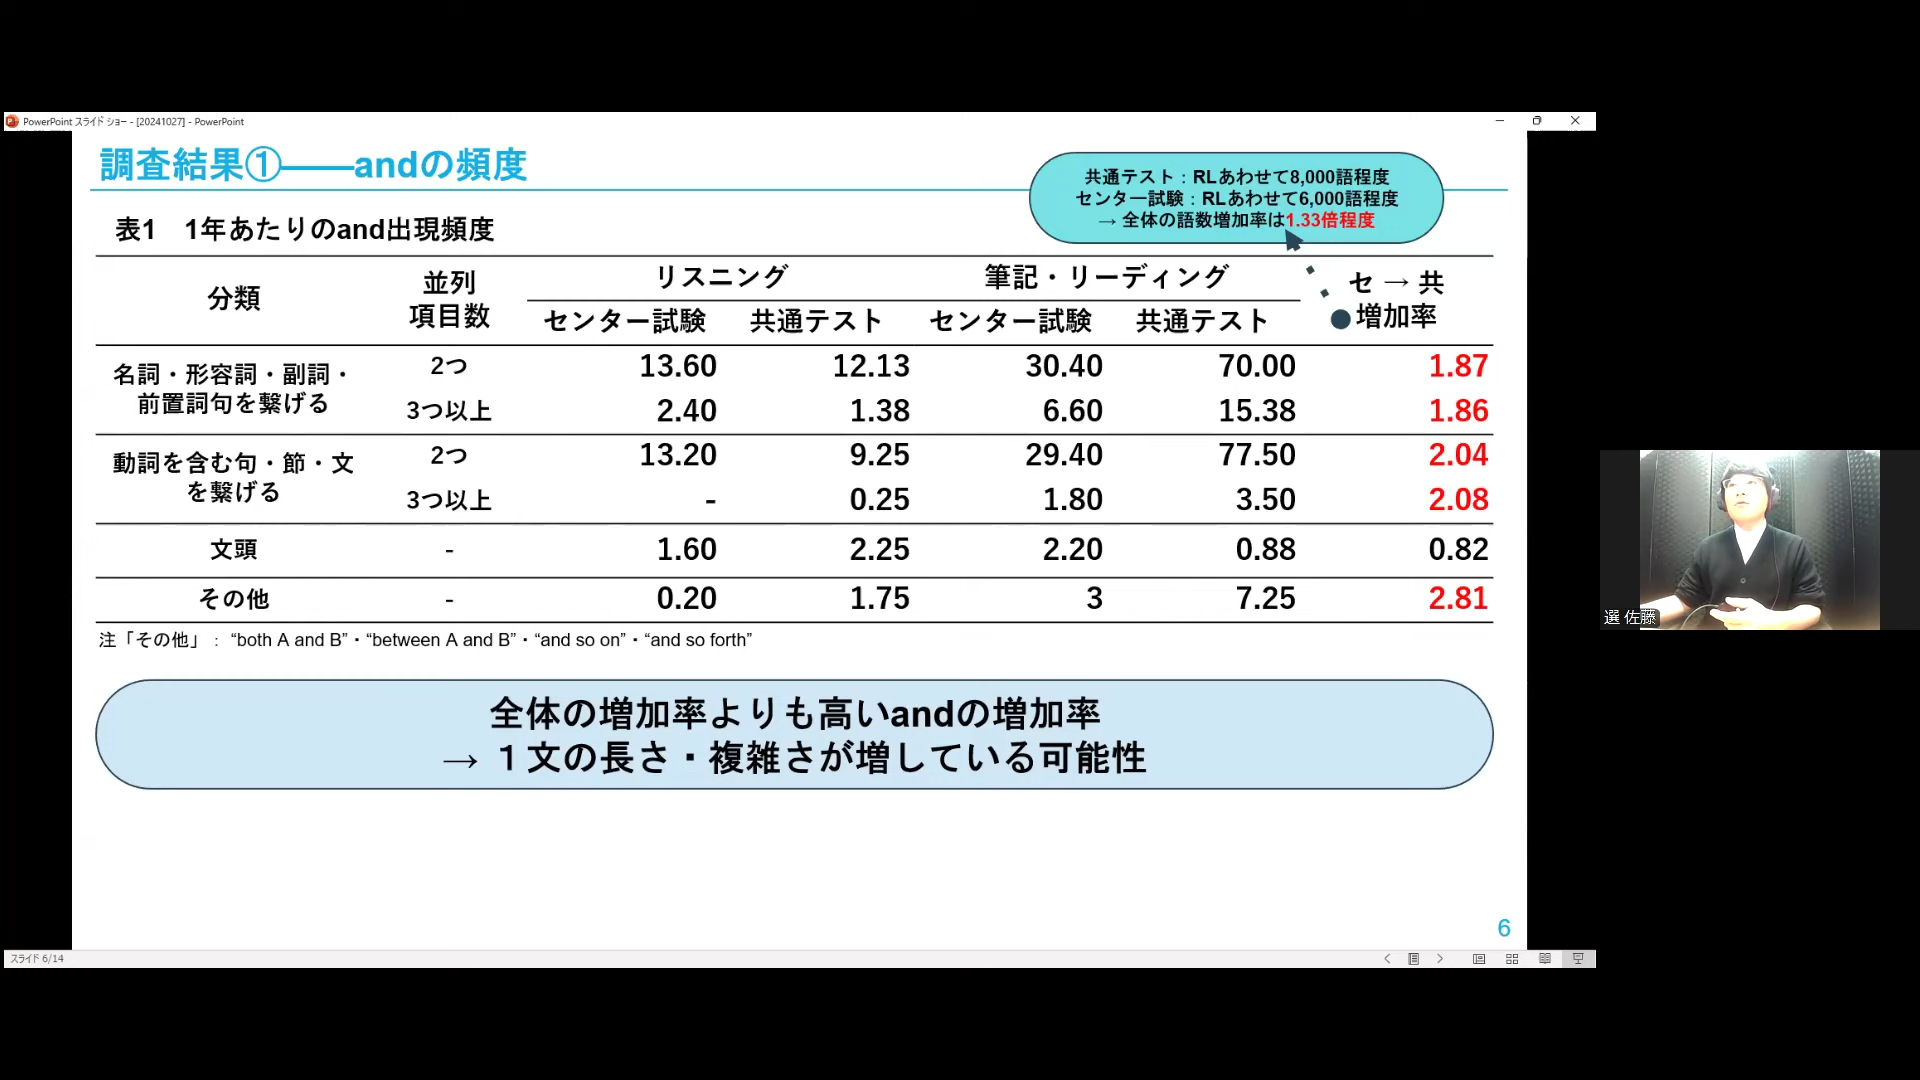 PowerPoint スライド ショー - [20241027] - PowerPoint
調査結果①――andの頻度
共通テスト：RLあわせて8,000語程度
センター試験：RLあわせて6,000語程度
→ 全体の語数増加率は1.33倍程度
表1 1年あたりのand出現頻度
分類 並列項目数 リスニング 筆記・リーディング セ → 共 増加率
センター試験 共通テスト センター試験 共通テスト
名詞・形容詞・副詞・前置詞句を繋げる 2つ 13.60 12.13 30.40 70.00 1.87
3つ以上 2.40 1.38 6.60 15.38 1.86
動詞を含む句・節・文を繋げる 2つ 13.20 9.25 29.40 77.50 2.04
3つ以上 - 0.25 1.80 3.50 2.08
文頭 - 1.60 2.25 2.20 0.88 0.82
その他 - 0.20 1.75 3 7.25 2.81
注「その他」：“both A and B”・“between A and B”・“and so on”・“and so forth”
全体の増加率よりも高いandの増加率
→ １文の長さ・複雑さが増している可能性
6
スライド 6/14
選 佐藤